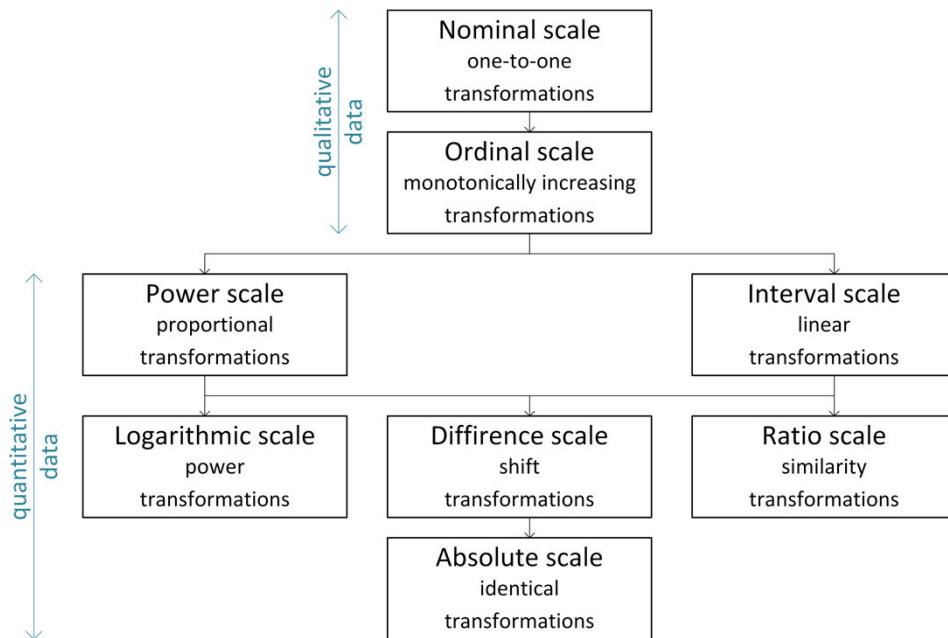 Nominal scale
one-to-one
transformations
qualitative
data
Ordinal scale
monotonically increasing
transformations
Power scale
proportional
transformations
Interval scale
linear
transformations
quantitative
data
Logarithmic scale
power
transformations
Diffirence scale
shift
transformations
Ratio scale
similarity
transformations
Absolute scale
identical
transformations